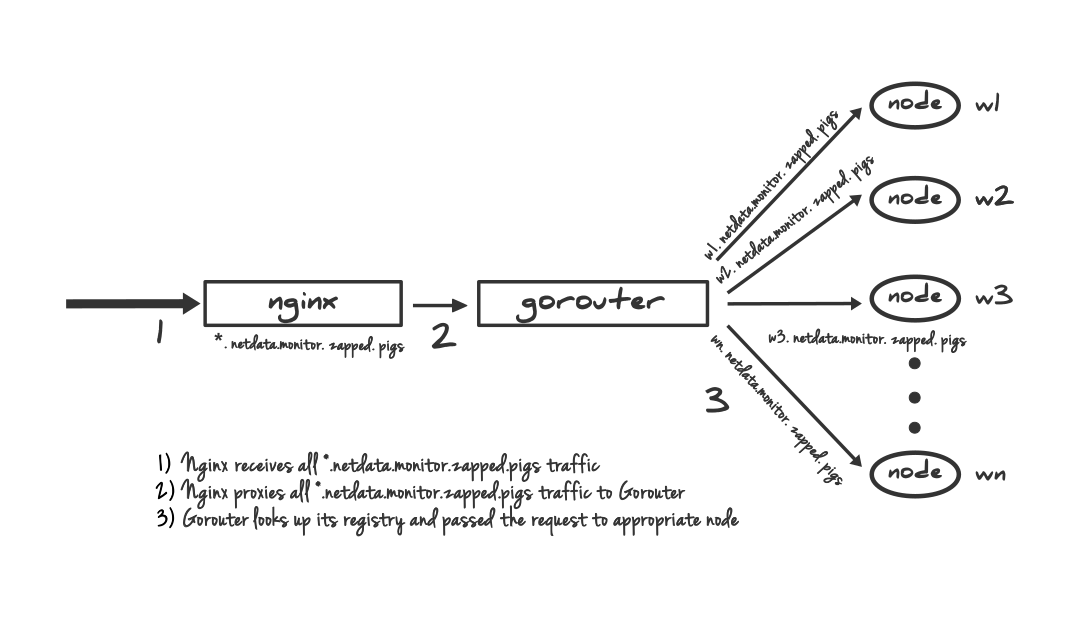 node w1
w1. netdata.monitor. zapped. pigs
node w2
w2. netdata.monitor. zapped. pigs
nginx
gorouter
node w3
1
*. netdata.monitor. zapped. pigs
2
w3. netdata.monitor. zapped. pigs
wn. netdata.monitor. zapped. pigs
3
node wn
1) Nginx receives all *.netdata.monitor.zapped.pigs traffic
2) Nginx proxies all *.netdata.monitor.zapped.pigs traffic to Gorouter
3) Gorouter looks up its registry and passed the request to appropriate node